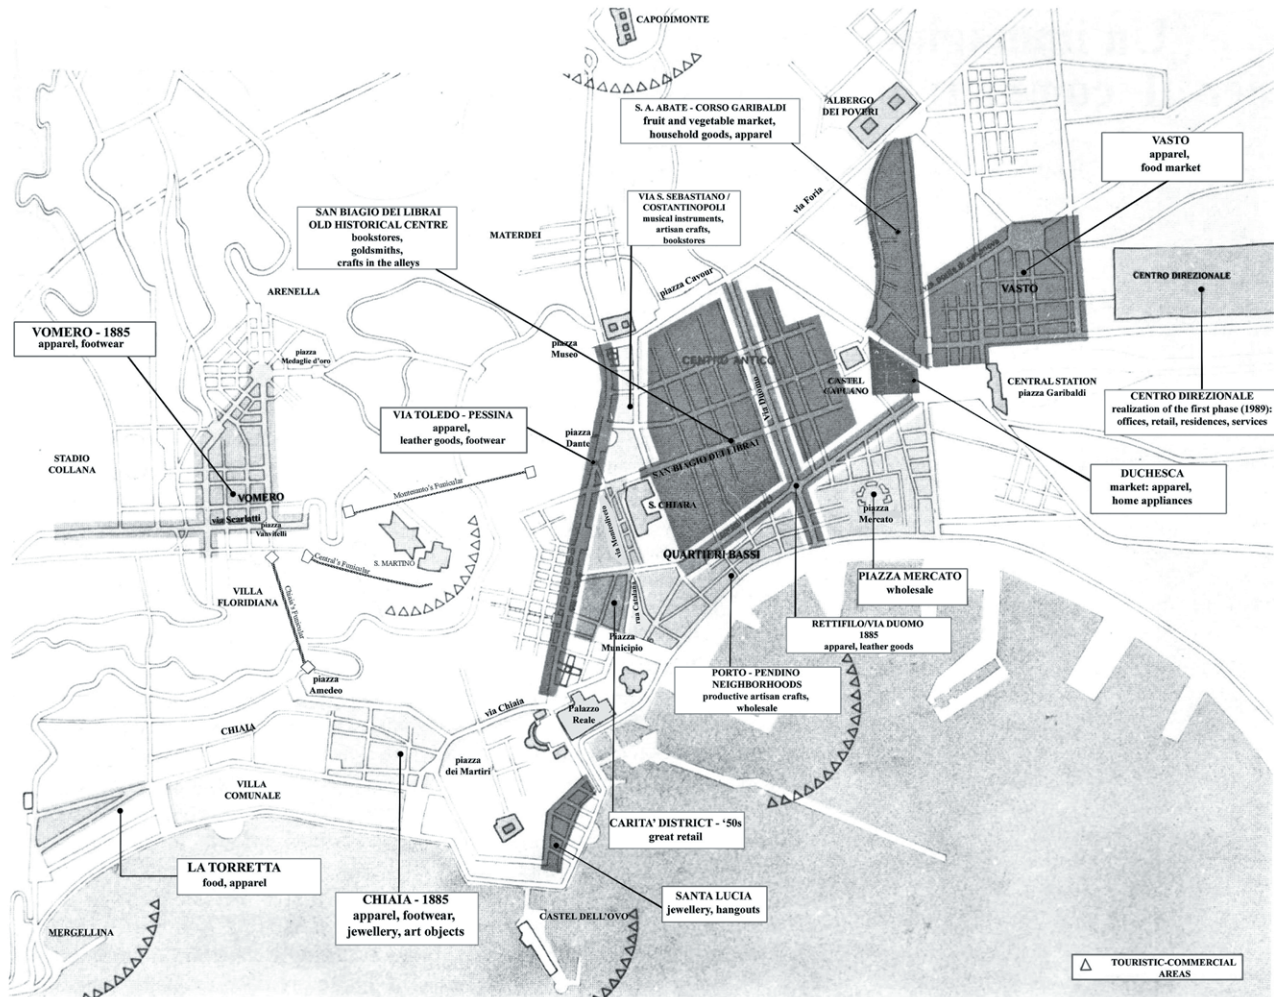 CAPODIMONTE
S. A. ABATE - CORSO GARIBALDI
fruit and vegetable market,
household goods, apparel
ALBERGO
DEI POVERI
VASTO
apparel,
food market
via Foria
VIA S. SEBASTIANO /
COSTANTINOPOLI
musical instruments,
artisan crafts,
bookstores
SAN BIAGIO DEI LIBRAI
OLD HISTORICAL CENTRE
bookstores,
goldsmiths,
crafts in the alleys
MATERDEI
piazza Cavour
CENTRO DIREZIONALE
VASTO
ARENELLA
VOMERO - 1885
apparel, footwear
piazza
Medaglie d'oro
piazza
Museo
CENTRO ANTICO
Via Duomo
CASTEL
CAPUANO
CENTRAL STATION
piazza Garibaldi
CENTRO DIREZIONALE
realization of the first phase (1989):
offices, retail, residences, services
VIA TOLEDO - PESSINA
apparel,
leather goods, footwear
piazza
Dante
SAN BIAGIO DEI LIBRAI
STADIO
COLLANA
DUCHESCA
market: apparel,
home appliances
Montesanto's Funicular
VOMERO
via Scarlatti
piazza
Vanvitelli
S. CHIARA
via Monteoliveto
piazza
Mercato
QUARTIERI BASSI
Central's Funicular
S. MARTINO
PIAZZA MERCATO
wholesale
VILLA
FLORIDIANA
Chiaia's Funicular
RETTIFILO/VIA DUOMO
1885
apparel, leather goods
Piazza
Municipio
PORTO - PENDINO
NEIGHBORHOODS
productive artisan crafts,
wholesale
piazza
Amedeo
via Chiaia
Palazzo
Reale
CHIAIA
piazza
dei Martiri
VILLA
COMUNALE
CARITA' DISTRICT - ‘50s
great retail
LA TORRETTA
food, apparel
CHIAIA - 1885
apparel, footwear,
jewellery, art objects
SANTA LUCIA
jewellery, hangouts
CASTEL DELL'OVO
MERGELLINA
TOURISTIC-COMMERCIAL
AREAS